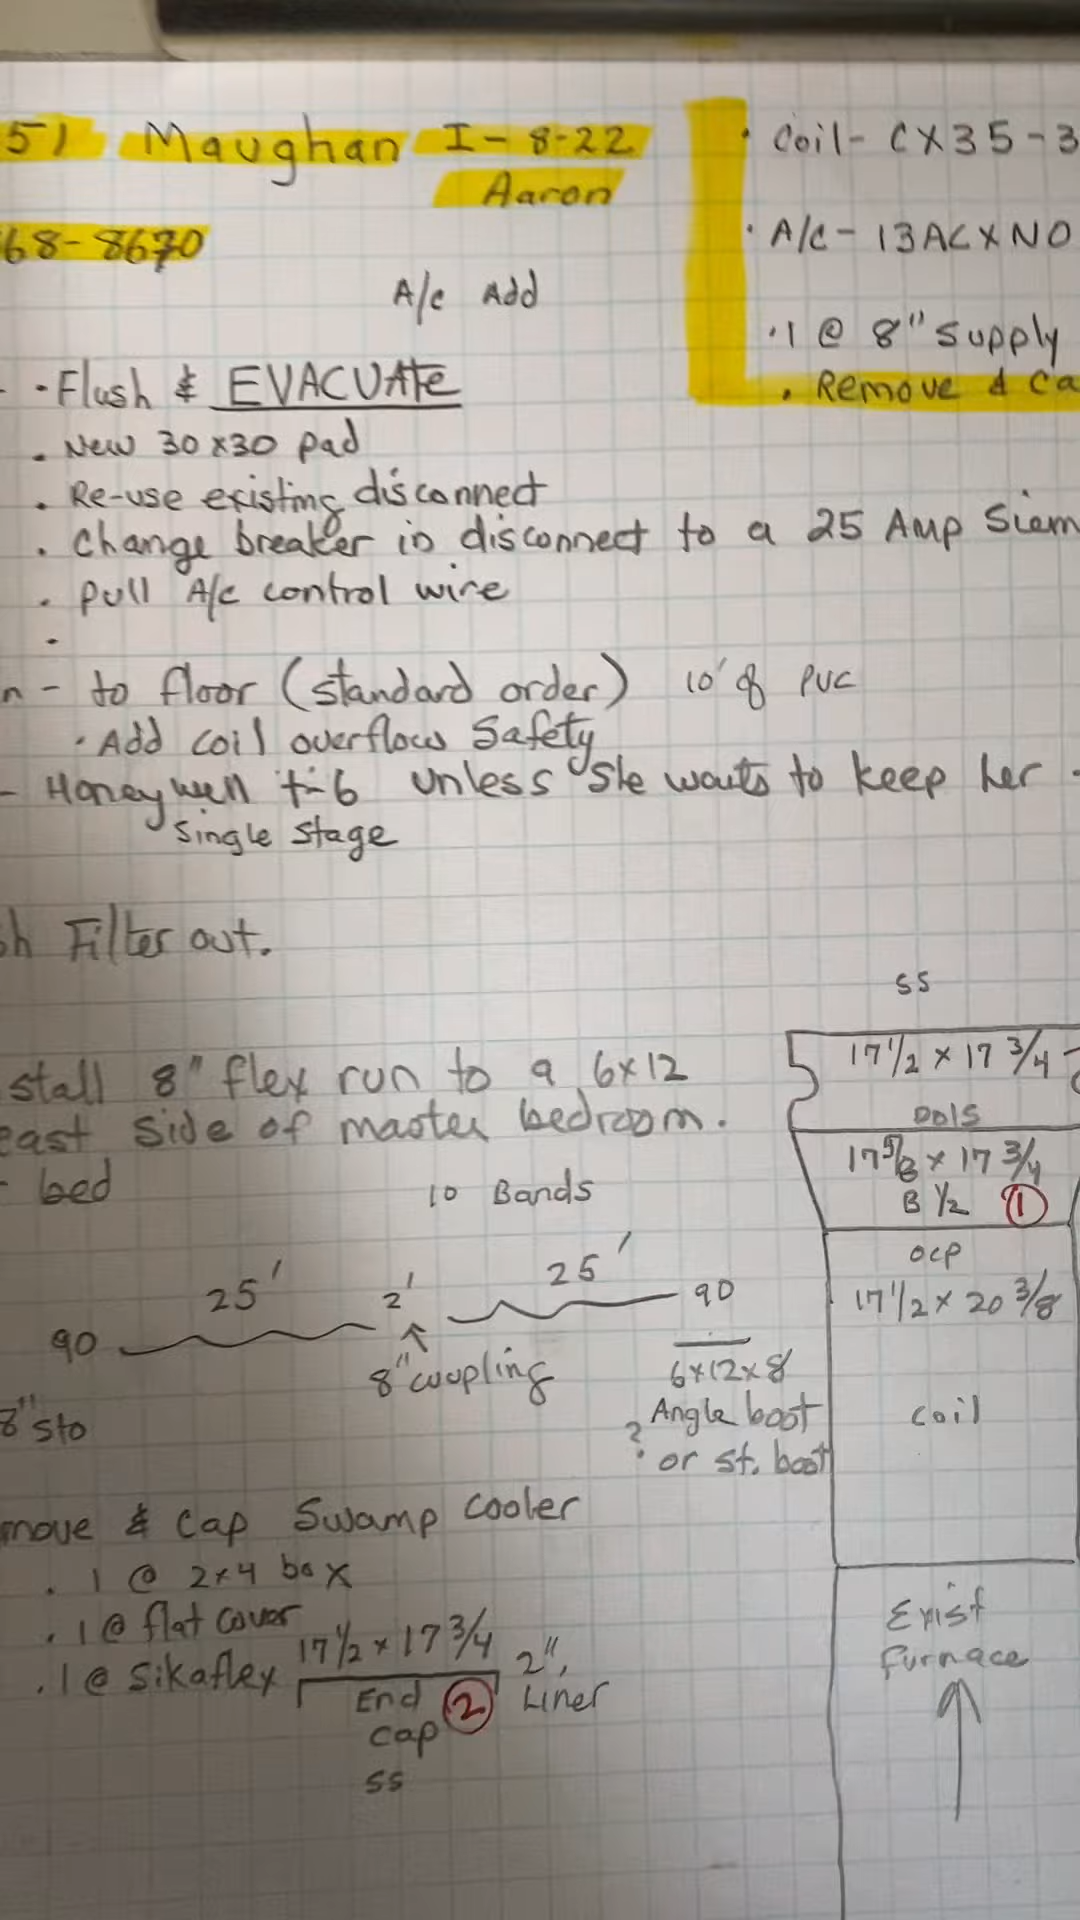 51 Maughan I-8-22
Aaron
68-8670
A/c Add
· Coil- CX35-3
· A/c - 13ACXNO
· 1 @ 8" Supply
· Remove & Ca
- · Flush & EVACUATE
· New 30x30 pad
· Re-use existing disconnect
· Change breaker in disconnect to a 25 Amp Siem
· pull A/c control wire
·
n - to floor (standard order) 10' of PVC
· Add coil overflow Safety
- Honeywell t-6 unless she wants to keep her
single stage
sh Filter out.
stall 8" flex run to a 6x12
east side of master bedroom.
- bed
10 Bands
25' 2' 25'
90 90
8" coupling
6x12x8
Angle boot
? or st. boot
8" sto
move & Cap Swamp cooler
· 1 @ 2x4 box
· 1 @ flat cover
· 1 @ Sikaflex
17 1/2 x 17 3/4
End ② 2", Liner
cap
SS
SS
17 1/2 x 17 3/4
17 5/8 x 17 3/4
B 1/2 ①
OCP
17 1/2 x 20 3/8
Coil
Exist
furnace